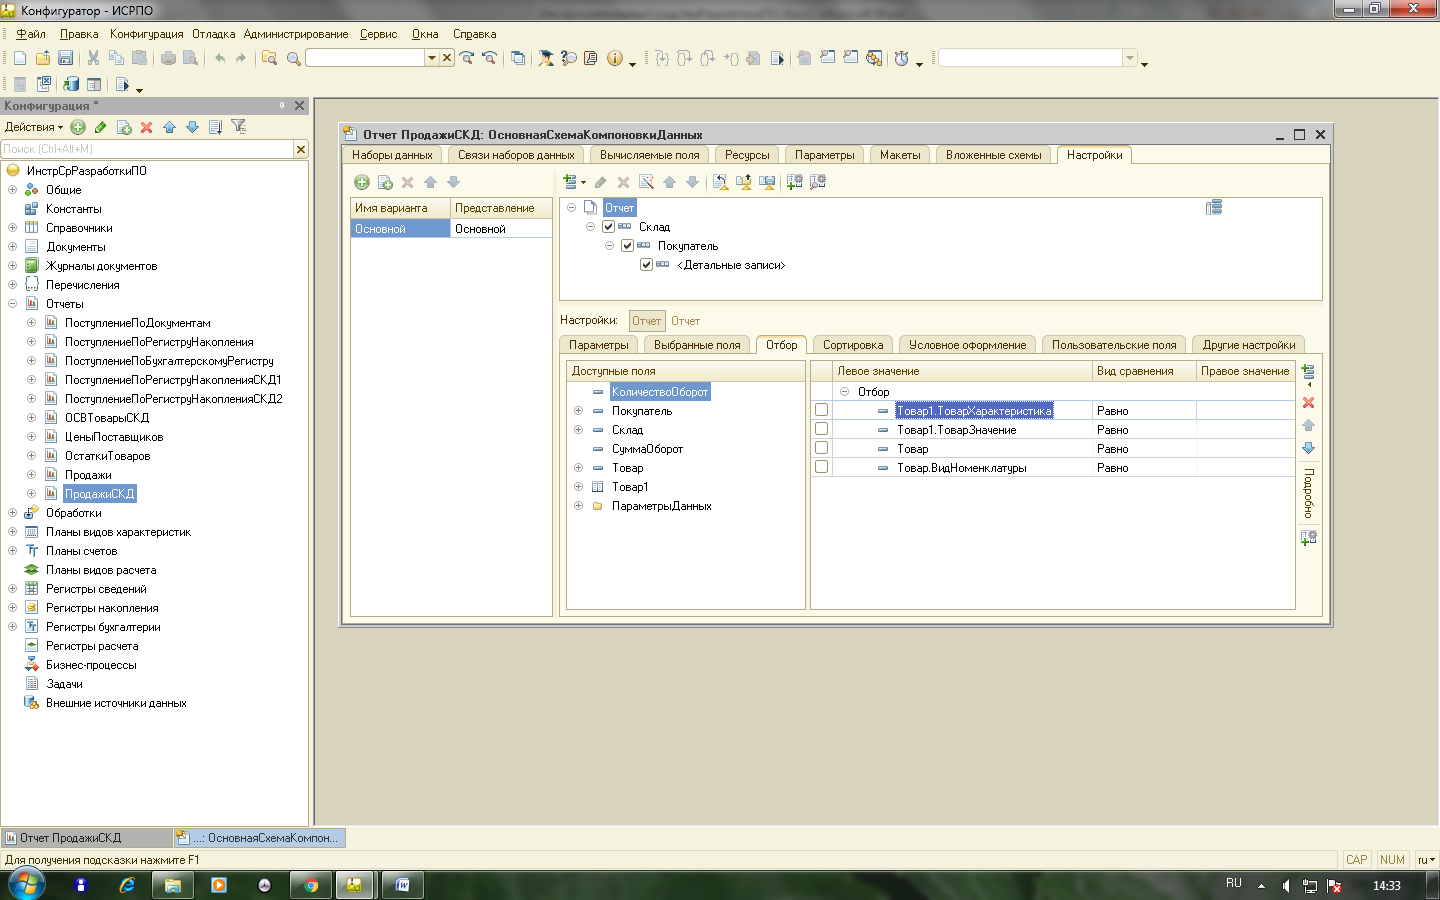 Конфигуратор - ИСРПО
Файл Правка Конфигурация Отладка Администрирование Сервис Окна Справка
Конфигурация *
Действия
Поиск (Ctrl+Alt+M)
ИнстрСрРазработкиПО
Общие
Константы
Справочники
Документы
Журналы документов
Перечисления
Отчеты
ПоступлениеПоДокументам
ПоступлениеПоРегиструНакопления
ПоступлениеПоБухгалтерскомуРегистру
ПоступлениеПоРегиструНакопленияСКД1
ПоступлениеПоРегиструНакопленияСКД2
ОСВТоварыСКД
ЦеныПоставщиков
ОстаткиТоваров
Продажи
ПродажиСКД
Обработки
Планы видов характеристик
Планы счетов
Планы видов расчета
Регистры сведений
Регистры накопления
Регистры бухгалтерии
Регистры расчета
Бизнес-процессы
Задачи
Внешние источники данных
Отчет ПродажиСКД: ОсновнаяСхемаКомпоновкиДанных
Наборы данных Связи наборов данных Вычисляемые поля Ресурсы Параметры Макеты Вложенные схемы Настройки
Имя варианта Представление
Основной Основной
Отчет
Склад
Покупатель
<Детальные записи>
Настройки: Отчет Отчет
Параметры Выбранные поля Отбор Сортировка Условное оформление Пользовательские поля Другие настройки
Доступные поля
КоличествоОборот
Покупатель
Склад
СуммаОборот
Товар
Товар1
ПараметрыДанных
Левое значение Вид сравнения Правое значение
Отбор
Товар1.ТоварХарактеристика Равно
Товар1.ТоварЗначение Равно
Товар Равно
Товар.ВидНоменклатуры Равно
Подробно
Отчет ПродажиСКД ...: ОсновнаяСхемаКомпон...
Для получения подсказки нажмите F1
CAP NUM ru
RU 14:33